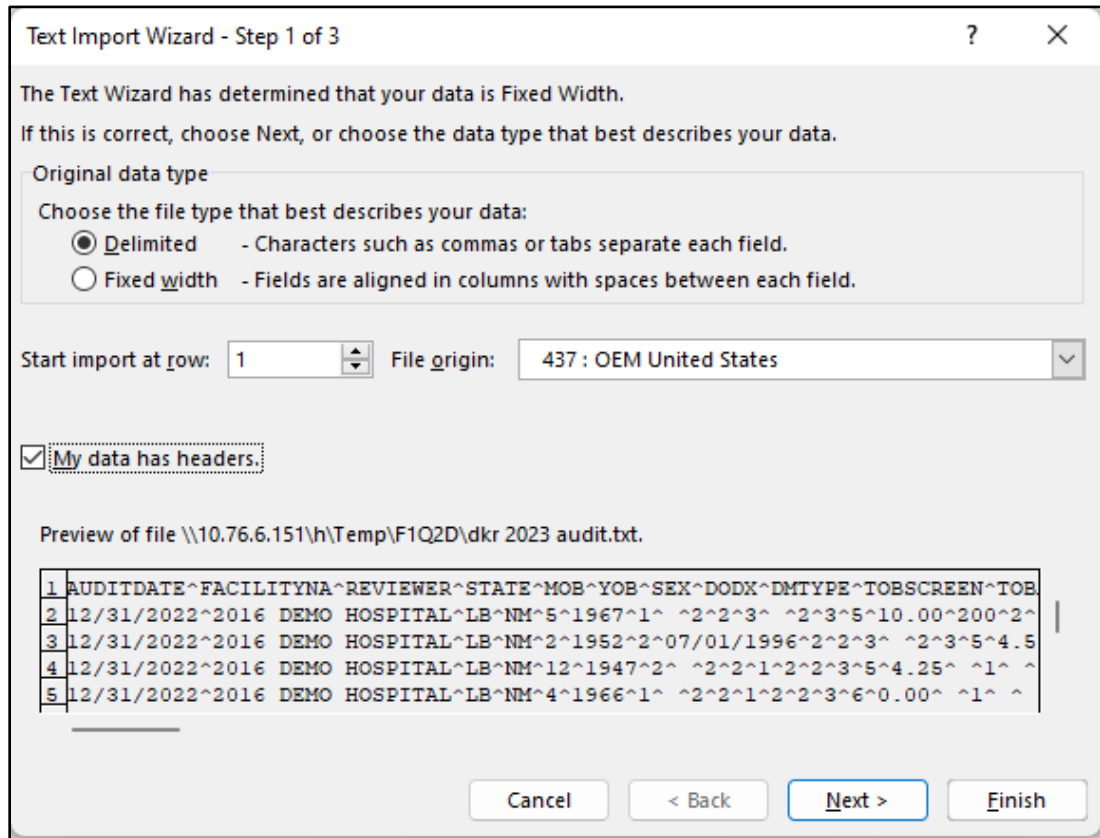 Text Import Wizard - Step 1 of 3 ?
The Text Wizard has determined that your data is Fixed Width.
If this is correct, choose Next, or choose the data type that best describes your data.
Original data type
Choose the file type that best describes your data:
Delimited - Characters such as commas or tabs separate each field.
Fixed width - Fields are aligned in columns with spaces between each field.
Start import at row: 1 File origin: 437 : OEM United States
My data has headers.
Preview of file \\10.76.6.151\h\Temp\F1Q2D\dkr 2023 audit.txt.
1 AUDITDATE^FACILITYNA^REVIEWER^STATE^MOB^YOB^SEX^DODX^DMTYPE^TOBSCREEN^TOB
2 12/31/2022^2016 DEMO HOSPITAL^LB^NM^5^1967^1^ ^2^2^3^ ^2^3^5^10.00^200^2^
3 12/31/2022^2016 DEMO HOSPITAL^LB^NM^2^1952^2^07/01/1996^2^2^3^ ^2^3^5^4.5
4 12/31/2022^2016 DEMO HOSPITAL^LB^NM^12^1947^2^ ^2^2^1^2^2^3^5^4.25^ ^1^ ^
5 12/31/2022^2016 DEMO HOSPITAL^LB^NM^4^1966^1^ ^2^2^1^2^2^3^6^0.00^ ^1^ ^
Cancel < Back Next > Finish